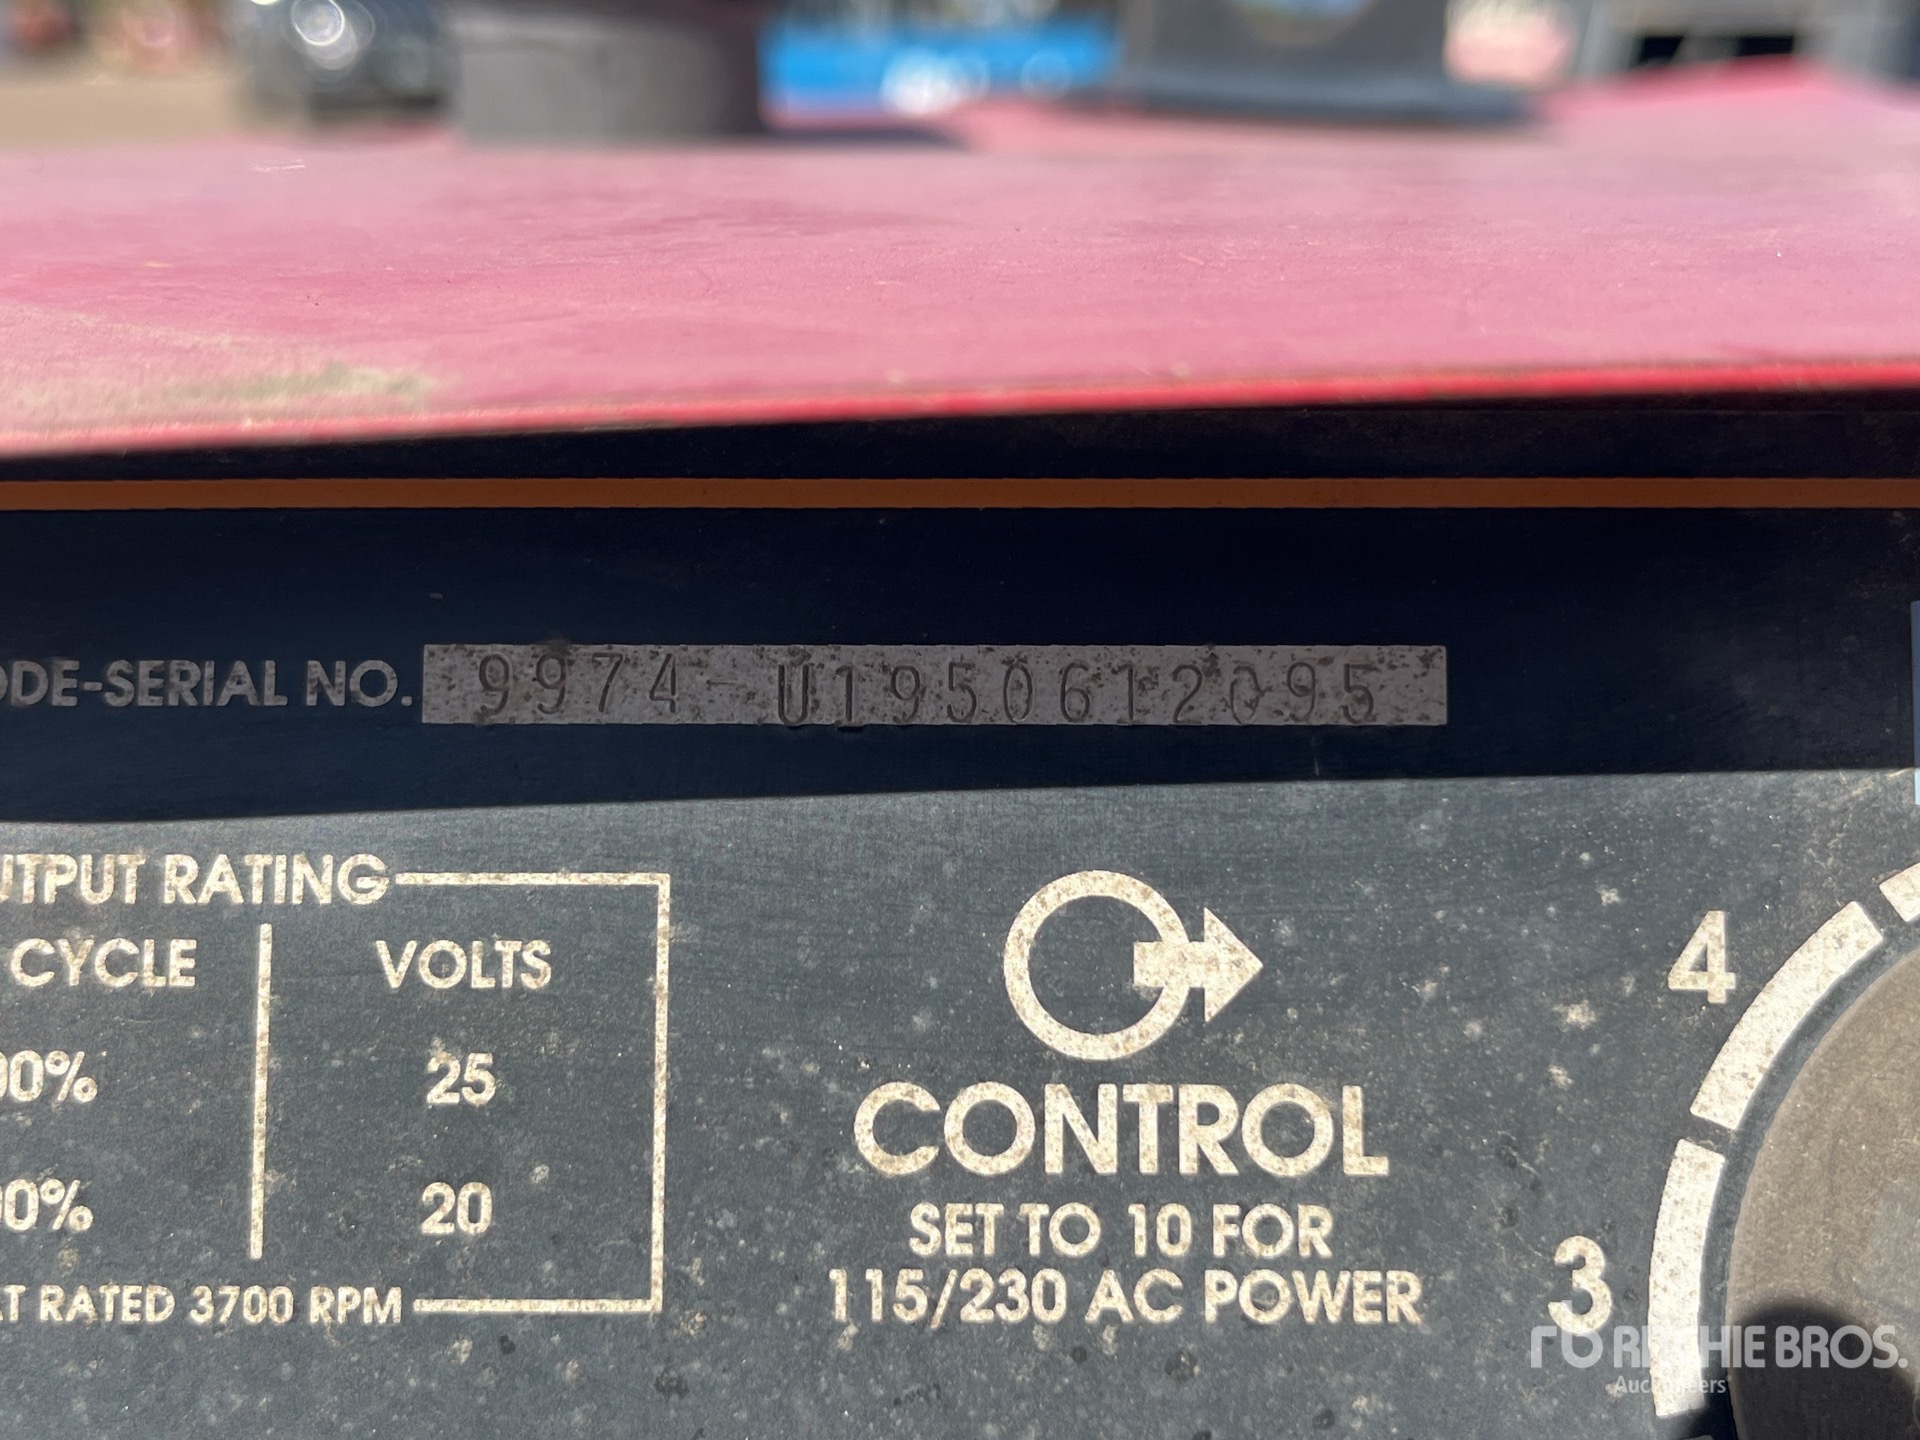 ODE-SERIAL NO. 9974-U1950612095
UTPUT RATING
CYCLE VOLTS
00% 25
00% 20
AT RATED 3700 RPM
CONTROL
SET TO 10 FOR
115/230 AC POWER
4
3
RITCHIE BROS.
Auctioneers